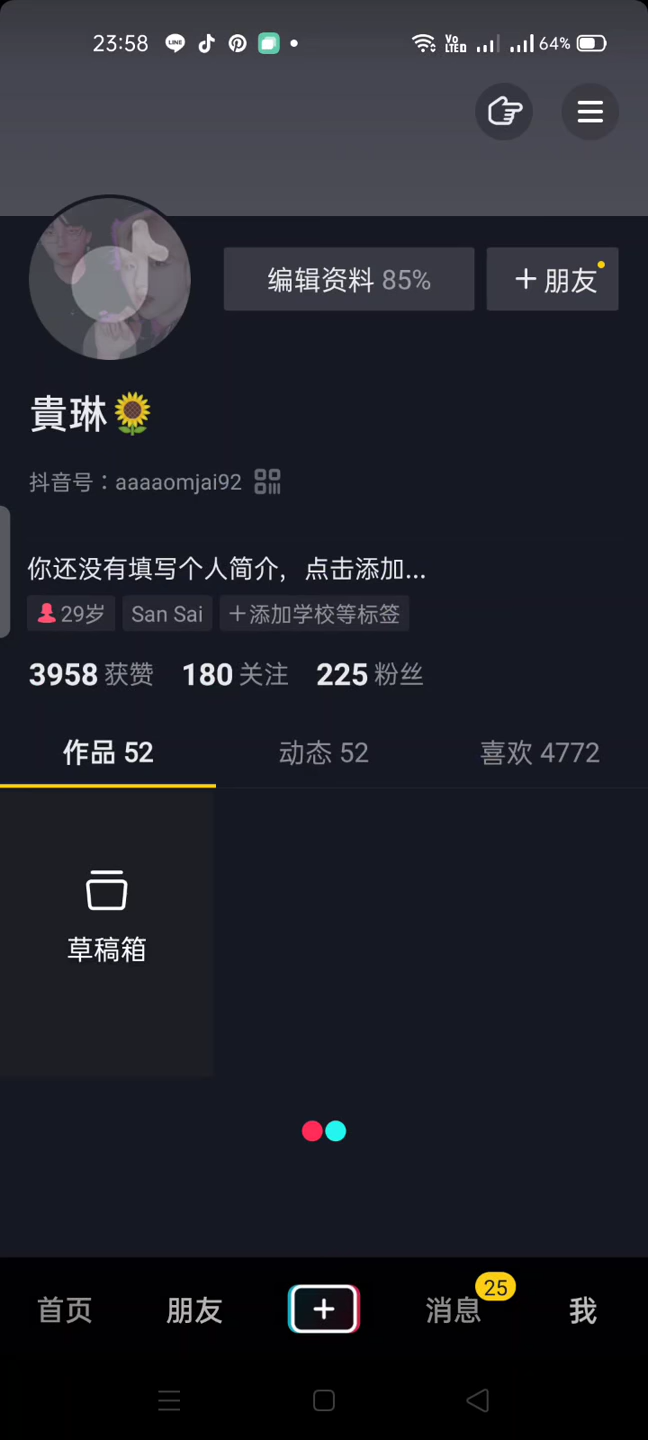 23:58 LINE VoLTED 64%
编辑资料 85% +朋友
貴琳🌻
抖音号：aaaaomjai92
你还没有填写个人简介，点击添加...
29岁 San Sai +添加学校等标签
3958 获赞 180 关注 225 粉丝
作品 52 动态 52 喜欢 4772
草稿箱
首页 朋友 消息 25 我